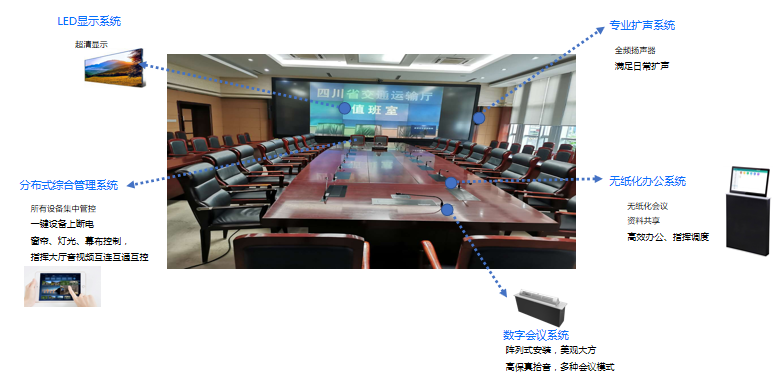 LED显示系统
超清显示
专业扩声系统
全频扬声器
满足日常扩声
四川省交通运输厅
值班室
分布式综合管理系统
所有设备集中管控
一键设备上断电
窗帘、灯光、幕布控制，
指挥大厅音视频互连互通互控
无纸化办公系统
无纸化会议
资料共享
高效办公、指挥调度
数字会议系统
阵列式安装，美观大方
高保真拾音，多种会议模式